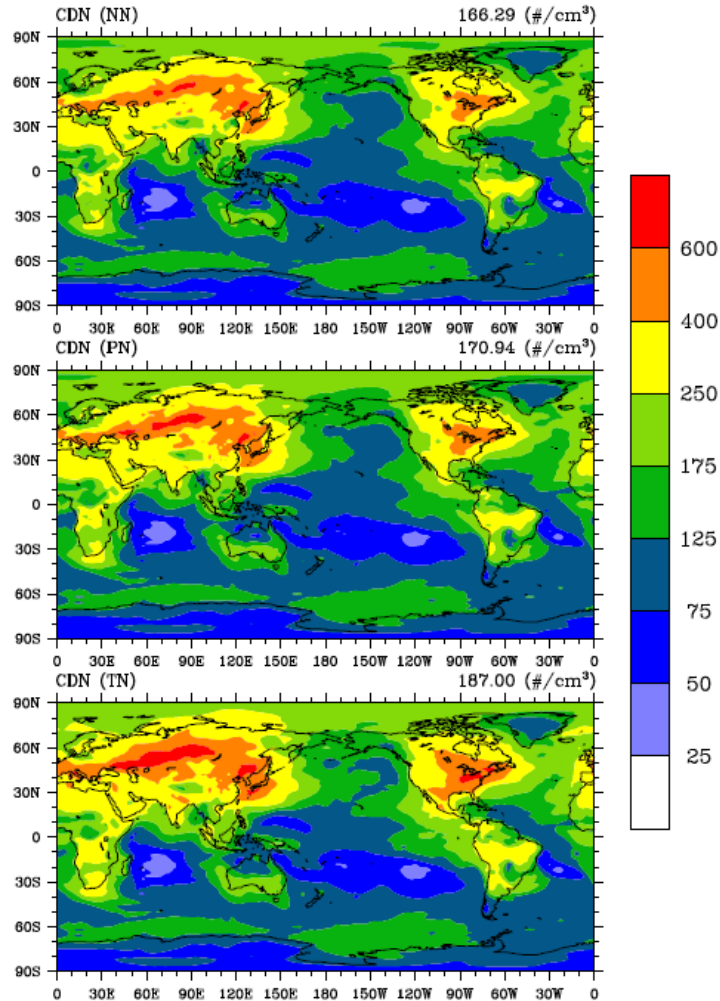 CDN (NN) 166.29 (#/cm³)
90N
60N
30N
0
30S
60S
90S
0 30E 60E 90E 120E 150E 180 150W 120W 90W 60W 30W 0
CDN (PN) 170.94 (#/cm³)
90N
60N
30N
0
30S
60S
90S
0 30E 60E 90E 120E 150E 180 150W 120W 90W 60W 30W 0
CDN (TN) 187.00 (#/cm³)
90N
60N
30N
0
30S
60S
90S
0 30E 60E 90E 120E 150E 180 150W 120W 90W 60W 30W 0
600
400
250
175
125
75
50
25